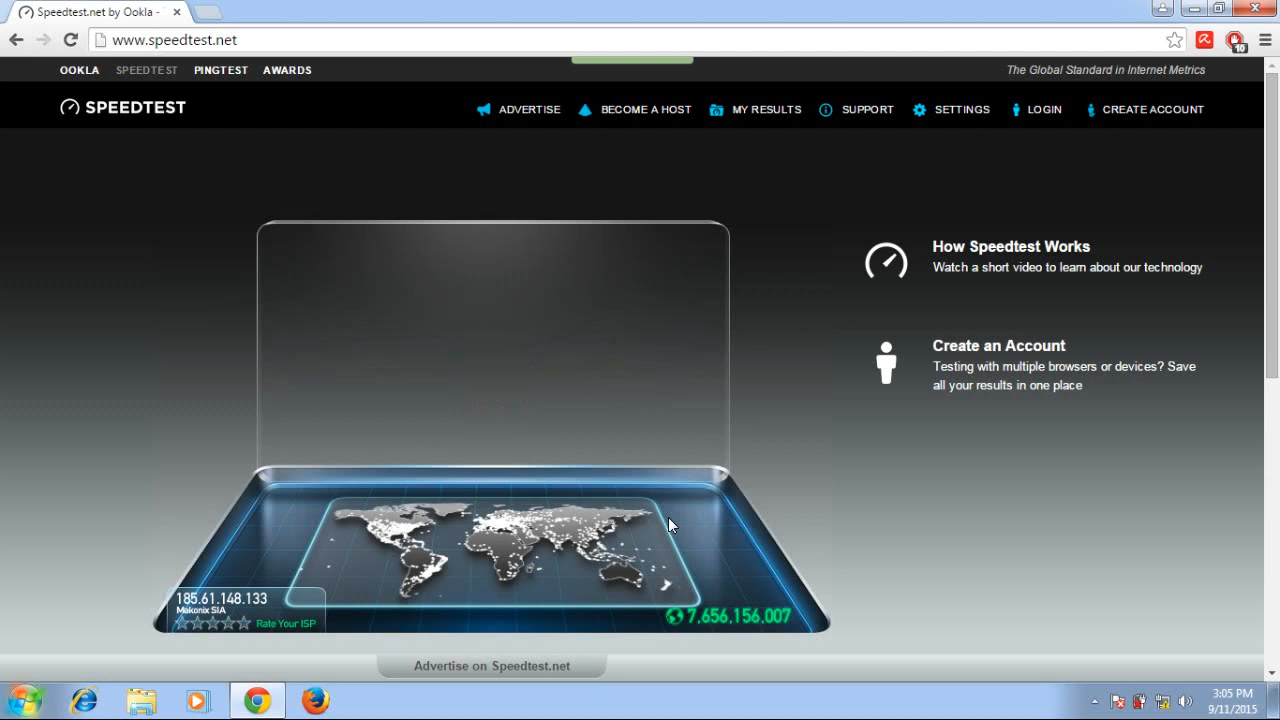 Speedtest.net by Ookla -
www.speedtest.net
10
OOKLA SPEEDTEST PINGTEST AWARDS
The Global Standard in Internet Metrics
SPEEDTEST
ADVERTISE BECOME A HOST MY RESULTS SUPPORT SETTINGS LOGIN CREATE ACCOUNT
How Speedtest Works
Watch a short video to learn about our technology
Create an Account
Testing with multiple browsers or devices? Save
all your results in one place
185.61.148.133
Makonix SIA
Rate Your ISP
7,656,156,007
Advertise on Speedtest.net
3:05 PM
9/11/2015